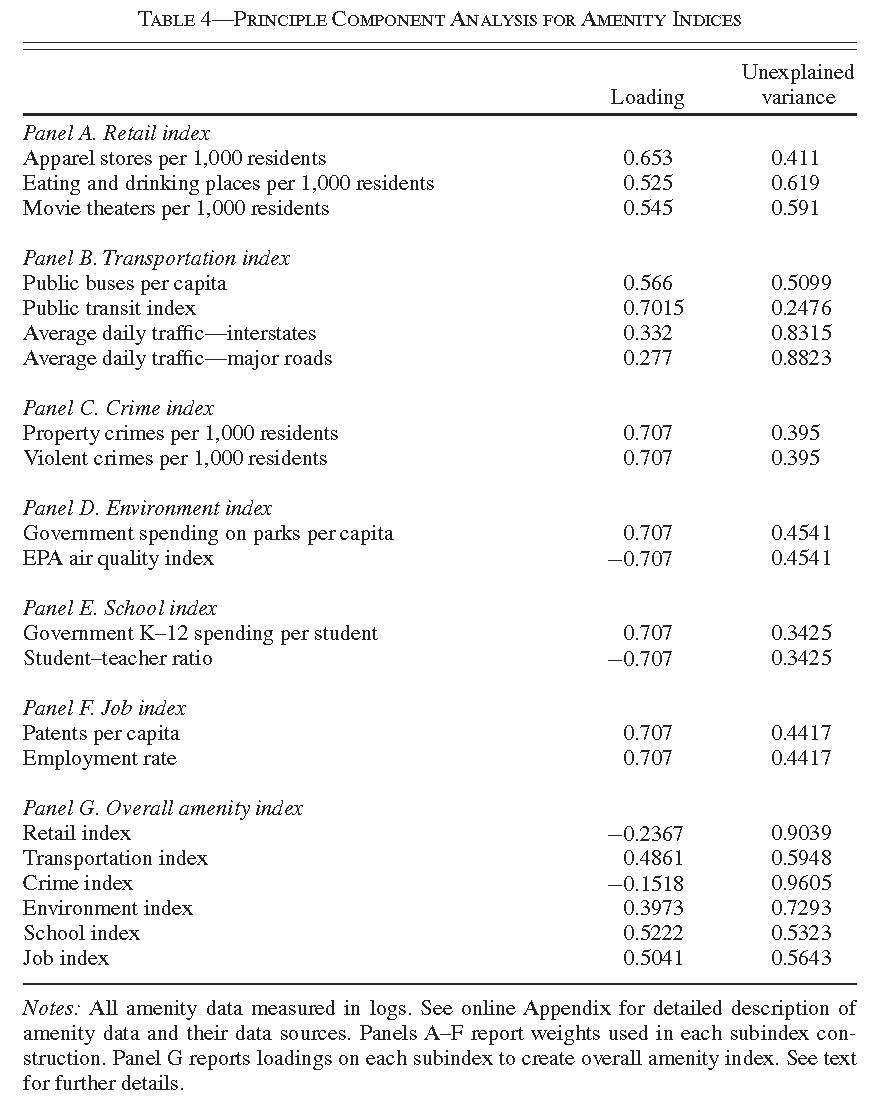 TABLE 4—PRINCIPLE COMPONENT ANALYSIS FOR AMENITY INDICES
Loading Unexplained variance
Panel A. Retail index
Apparel stores per 1,000 residents 0.653 0.411
Eating and drinking places per 1,000 residents 0.525 0.619
Movie theaters per 1,000 residents 0.545 0.591
Panel B. Transportation index
Public buses per capita 0.566 0.5099
Public transit index 0.7015 0.2476
Average daily traffic—interstates 0.332 0.8315
Average daily traffic—major roads 0.277 0.8823
Panel C. Crime index
Property crimes per 1,000 residents 0.707 0.395
Violent crimes per 1,000 residents 0.707 0.395
Panel D. Environment index
Government spending on parks per capita 0.707 0.4541
EPA air quality index −0.707 0.4541
Panel E. School index
Government K–12 spending per student 0.707 0.3425
Student–teacher ratio −0.707 0.3425
Panel F. Job index
Patents per capita 0.707 0.4417
Employment rate 0.707 0.4417
Panel G. Overall amenity index
Retail index −0.2367 0.9039
Transportation index 0.4861 0.5948
Crime index −0.1518 0.9605
Environment index 0.3973 0.7293
School index 0.5222 0.5323
Job index 0.5041 0.5643
Notes: All amenity data measured in logs. See online Appendix for detailed description of
amenity data and their data sources. Panels A–F report weights used in each subindex con-
struction. Panel G reports loadings on each subindex to create overall amenity index. See text
for further details.